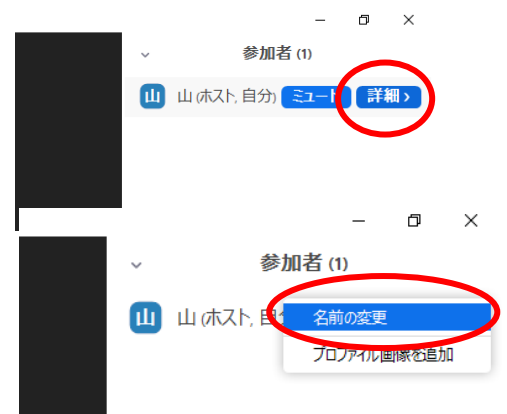 参加者 (1)
山 山 (ホスト, 自分) ミュート 詳細 >
参加者 (1)
山 山 (ホスト, 自分 名前の変更
プロファイル画像を追加